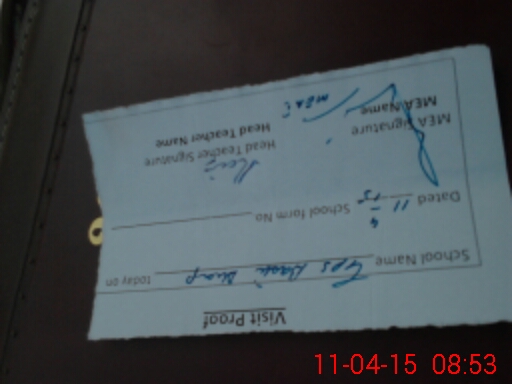 Visit Proof
School Name GPS today on
Dated 11/4/15 School form No
Head Teacher Signature
Head Teacher Name
MEA Signature
MEA Name
11-04-15 08:53